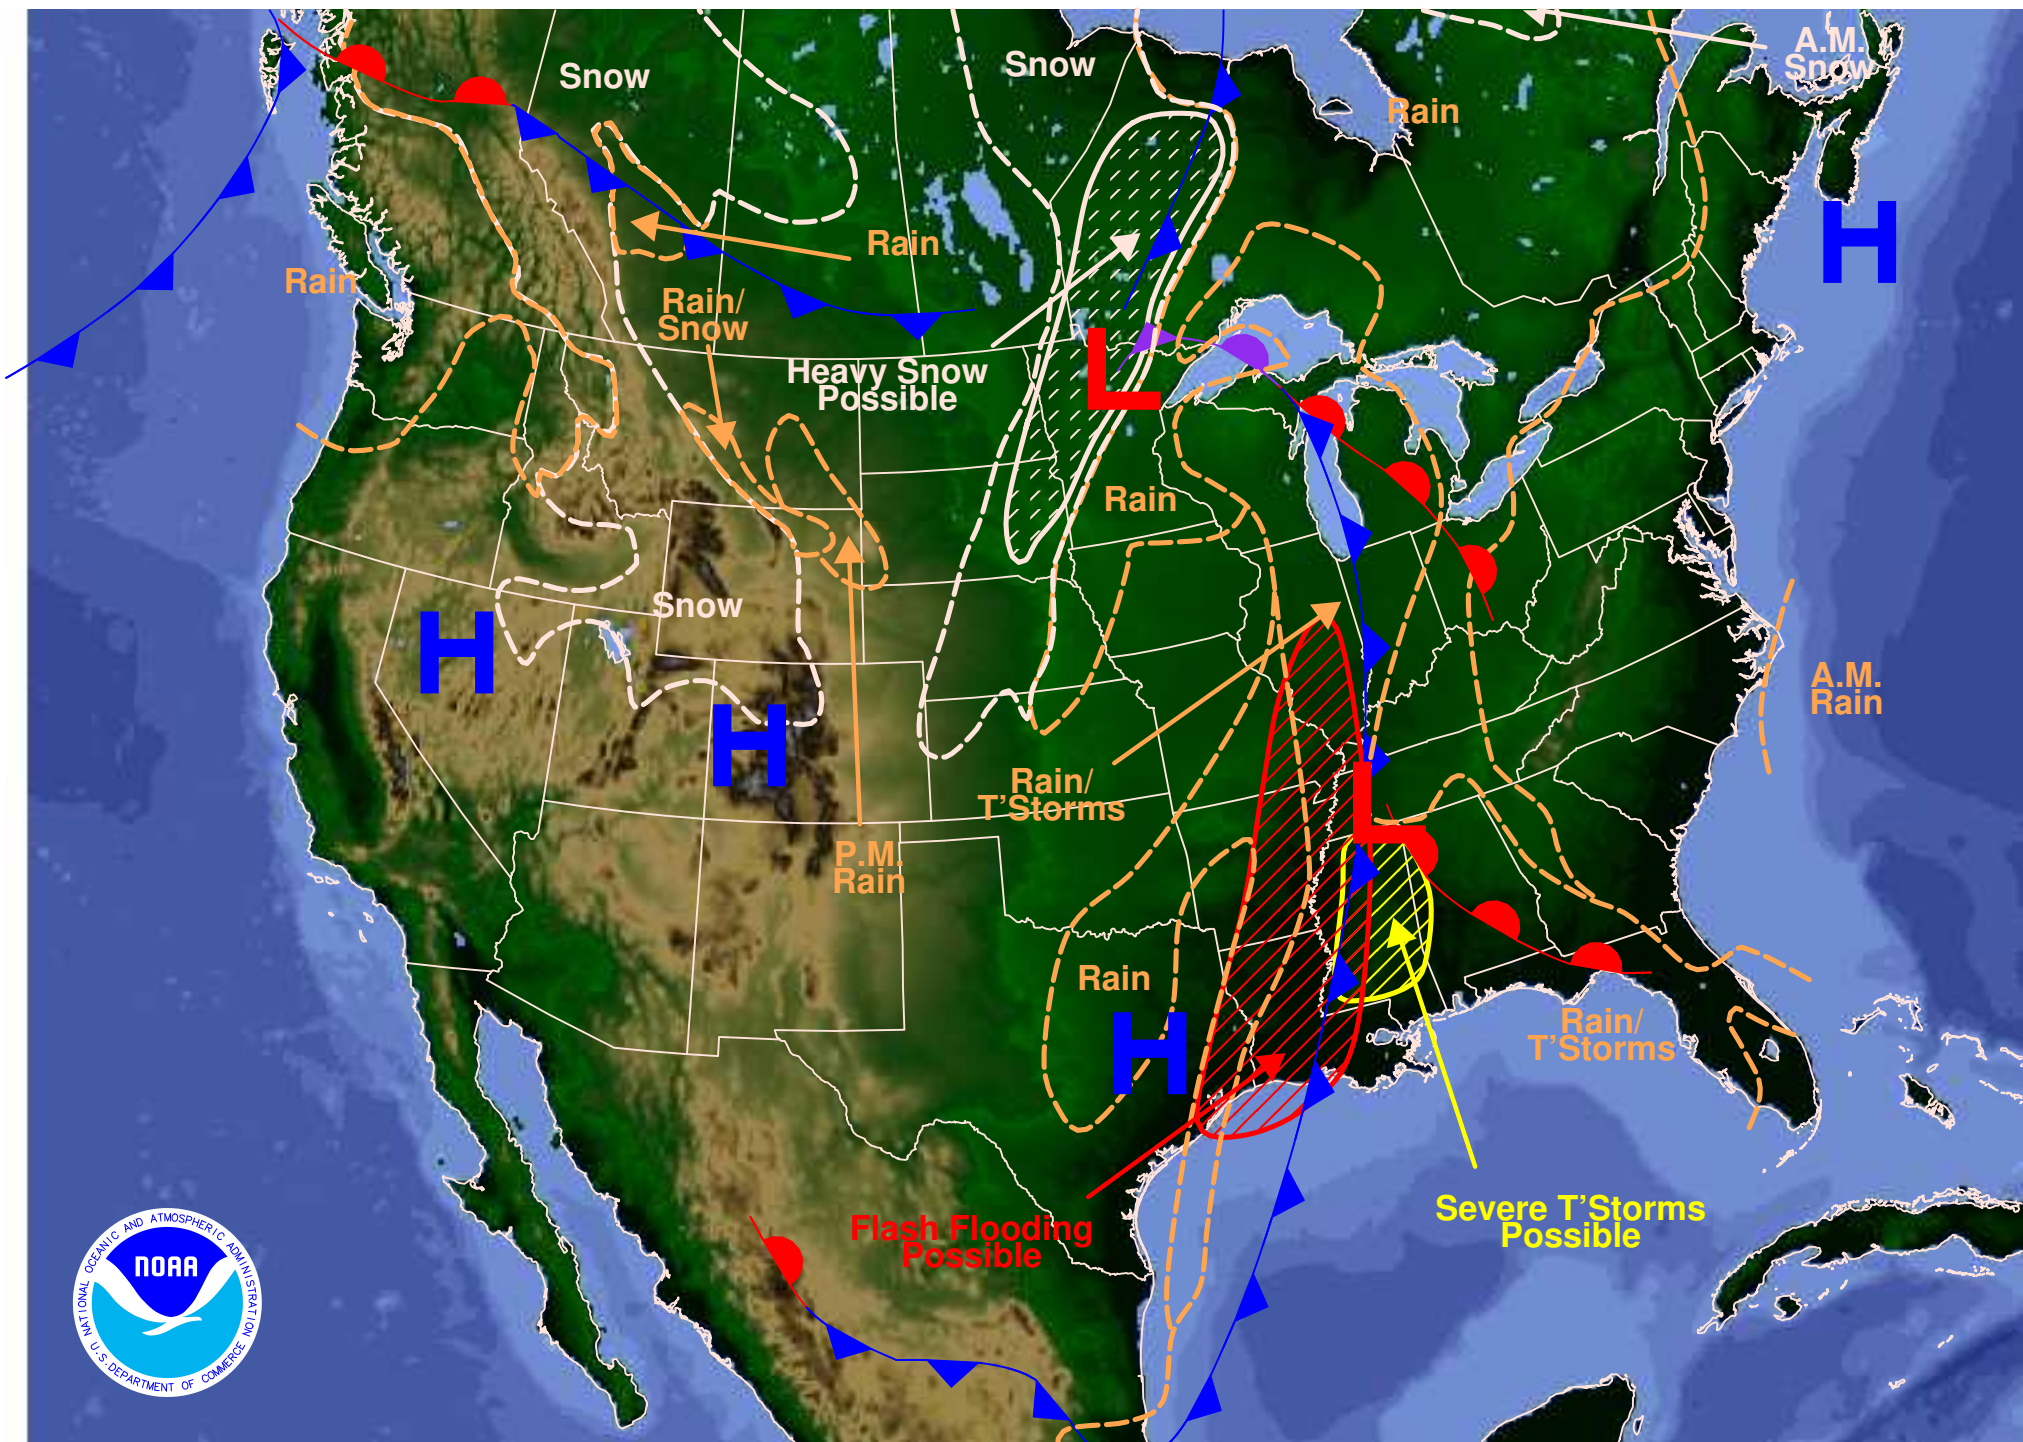 Snow
Snow
A.M.
Snow
Rain
Rain
Rain
Rain/
Snow
H
Heavy Snow
Possible
L
Rain
Snow
H
H
A.M.
Rain
Rain/
T'Storms
L
P.M.
Rain
Rain
H
Rain/
T'Storms
Flash Flooding
Possible
Severe T'Storms
Possible
NATIONAL OCEANIC AND ATMOSPHERIC ADMINISTRATION
NOAA
U.S. DEPARTMENT OF COMMERCE